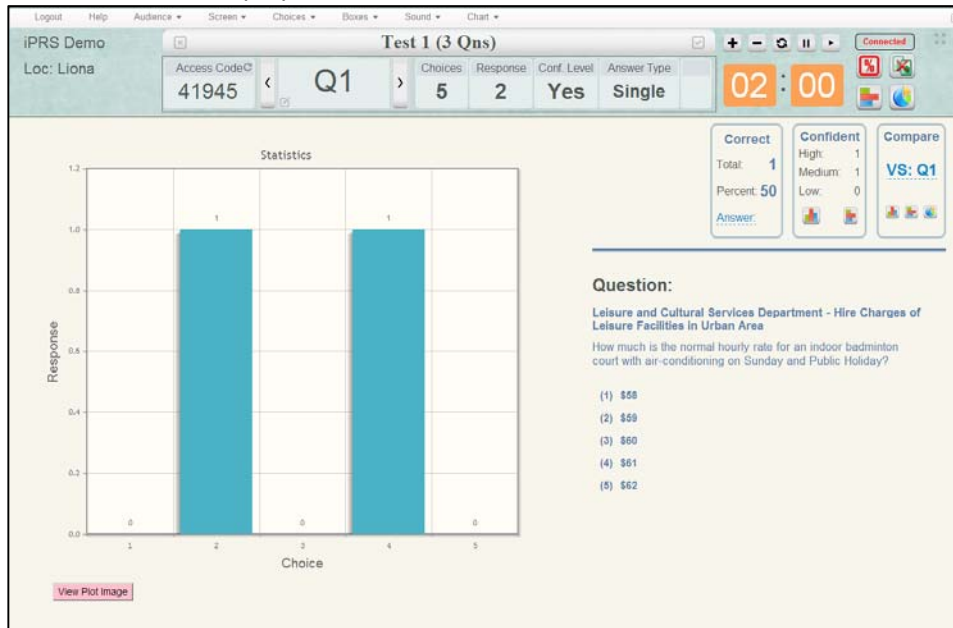 Logout Help Audience Screen Choices Boxes Sound Chart
iPRS Demo
Test 1 (3 Qns)
Connected
Loc: Liona
Access Code
41945
Q1
Choices
5
Response
2
Conf. Level
Yes
Answer Type
Single
02 : 00
Correct
Total: 1
Percent: 50
Answer:
Confident
High: 1
Medium: 1
Low: 0
Compare
VS: Q1
Statistics
1.2
1.0
0.8
0.6
0.4
0.2
0.0
Response
0 1 0 1 0
1 2 3 4 5
Choice
View Plot Image
Question:
Leisure and Cultural Services Department - Hire Charges of
Leisure Facilities in Urban Area
How much is the normal hourly rate for an indoor badminton
court with air-conditioning on Sunday and Public Holiday?
(1) $58
(2) $59
(3) $60
(4) $61
(5) $62